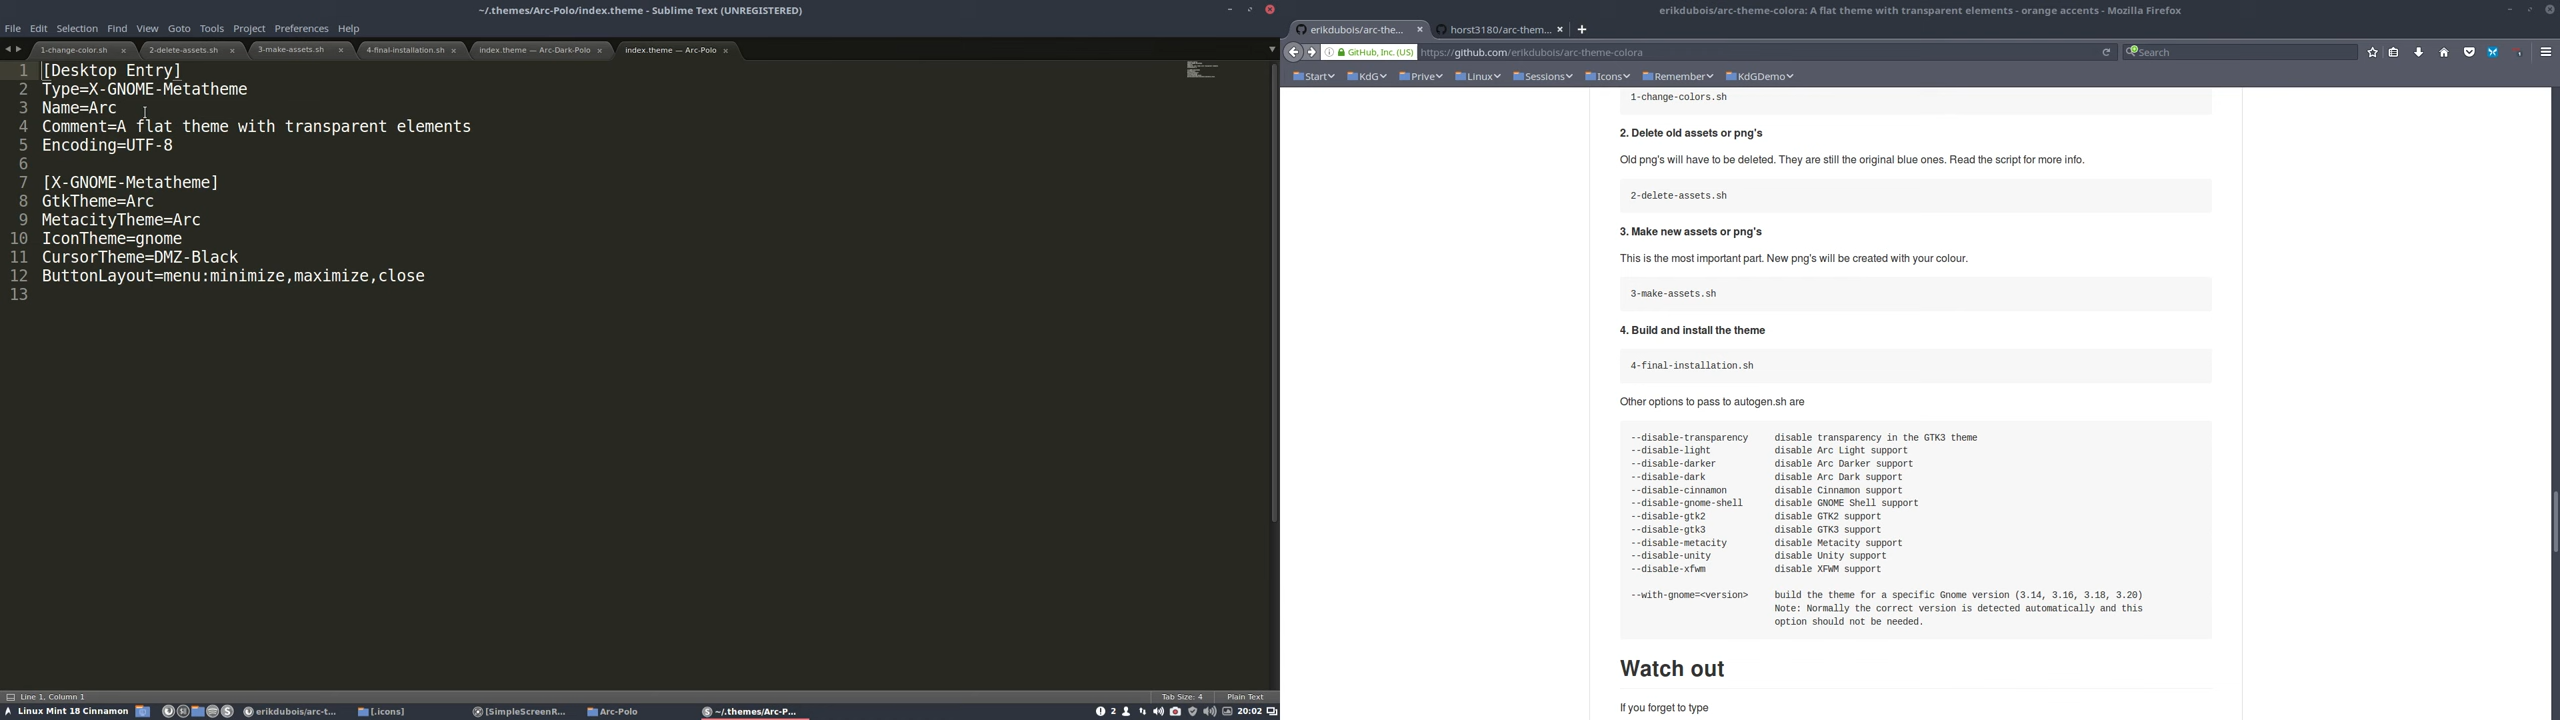 ~/.themes/Arc-Polo/index.theme - Sublime Text (UNREGISTERED)
File Edit Selection Find View Goto Tools Project Preferences Help
1-change-color.sh × 2-delete-assets.sh × 3-make-assets.sh × 4-final-installation.sh × index.theme — Arc-Dark-Polo × index.theme — Arc-Polo ×
1 [Desktop Entry]
2 Type=X-GNOME-Metatheme
3 Name=Arc
4 Comment=A flat theme with transparent elements
5 Encoding=UTF-8
6
7 [X-GNOME-Metatheme]
8 GtkTheme=Arc
9 MetacityTheme=Arc
10 IconTheme=gnome
11 CursorTheme=DMZ-Black
12 ButtonLayout=menu:minimize,maximize,close
13
Line 1, Column 1 Tab Size: 4 Plain Text
Linux Mint 18 Cinnamon erikdubois/arc-t... [.icons] [SimpleScreenR... Arc-Polo ~/.themes/Arc-P... 2 20:02
erikdubois/arc-theme-colora: A flat theme with transparent elements - orange accents - Mozilla Firefox
erikdubois/arc-the... × horst3180/arc-them... × +
GitHub, Inc. (US) https://github.com/erikdubois/arc-theme-colora Search
Start KdG Prive Linux Sessions Icons Remember KdGDemo
1-change-colors.sh
2. Delete old assets or png's
Old png's will have to be deleted. They are still the original blue ones. Read the script for more info.
2-delete-assets.sh
3. Make new assets or png's
This is the most important part. New png's will be created with your colour.
3-make-assets.sh
4. Build and install the theme
4-final-installation.sh
Other options to pass to autogen.sh are
--disable-transparency disable transparency in the GTK3 theme
--disable-light disable Arc Light support
--disable-darker disable Arc Darker support
--disable-dark disable Arc Dark support
--disable-cinnamon disable Cinnamon support
--disable-gnome-shell disable GNOME Shell support
--disable-gtk2 disable GTK2 support
--disable-gtk3 disable GTK3 support
--disable-metacity disable Metacity support
--disable-unity disable Unity support
--disable-xfwm disable XFWM support
--with-gnome=<version> build the theme for a specific Gnome version (3.14, 3.16, 3.18, 3.20)
Note: Normally the correct version is detected automatically and this
option should not be needed.
Watch out
If you forget to type